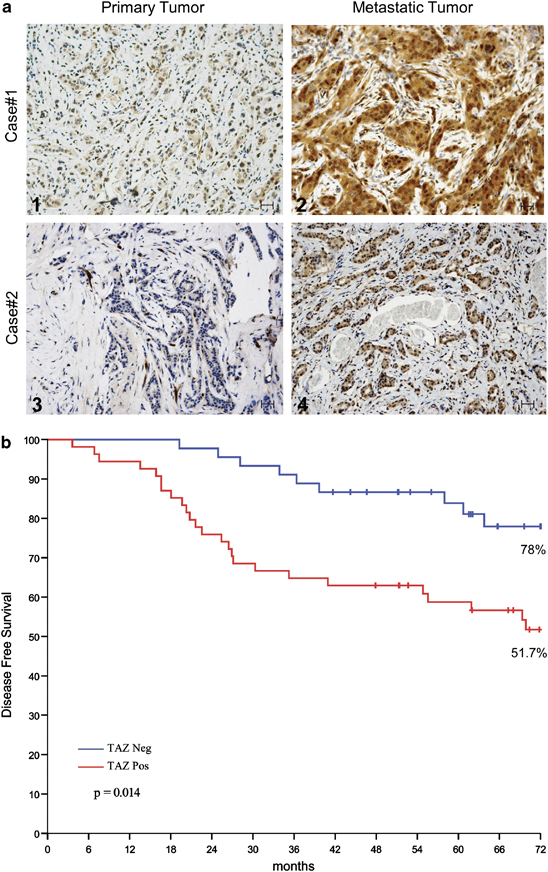 a
Primary Tumor
Metastatic Tumor
Case#1
1
2
Case#2
3
4
b
Disease Free Survival
100
90
80
70
60
50
40
30
20
10
0
78%
51.7%
TAZ Neg
TAZ Pos
p = 0.014
0 6 12 18 24 30 36 42 48 54 60 66 72
months